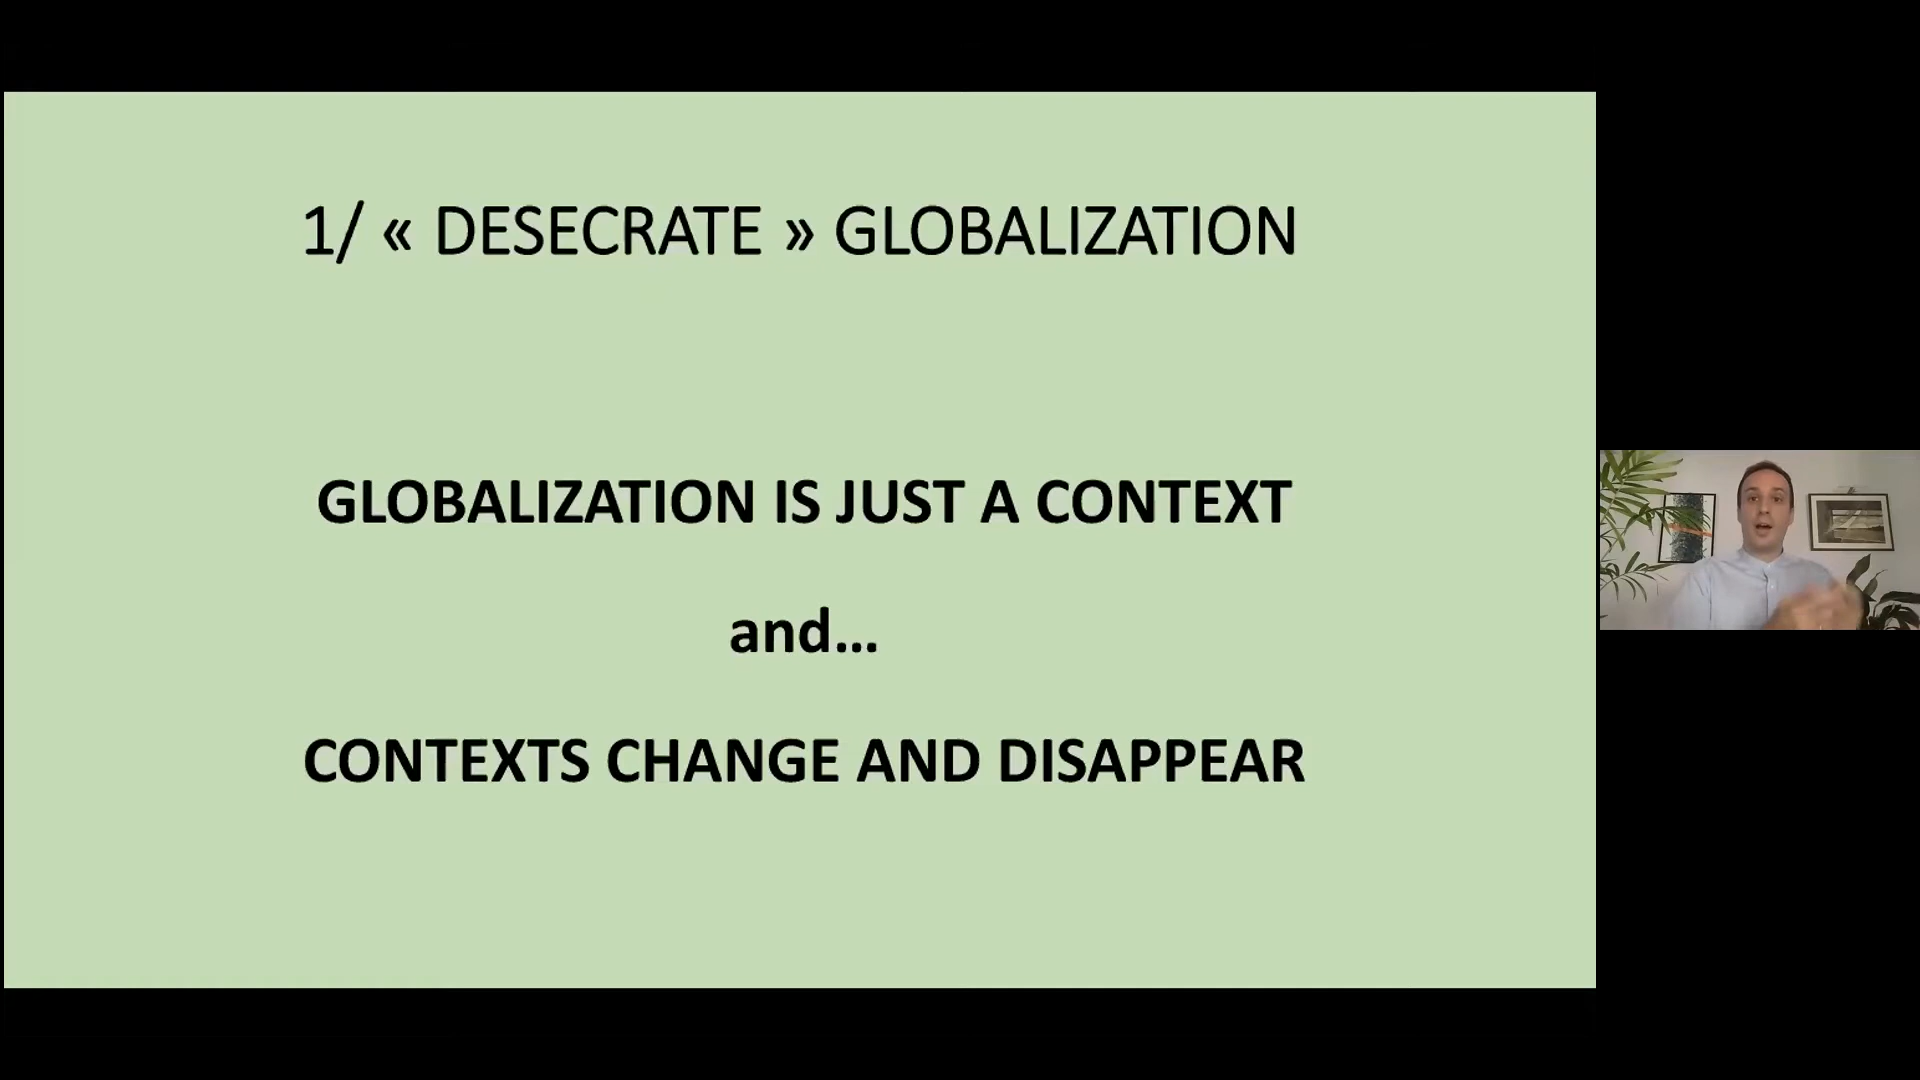 1/ « DESECRATE » GLOBALIZATION
GLOBALIZATION IS JUST A CONTEXT
and...
CONTEXTS CHANGE AND DISAPPEAR